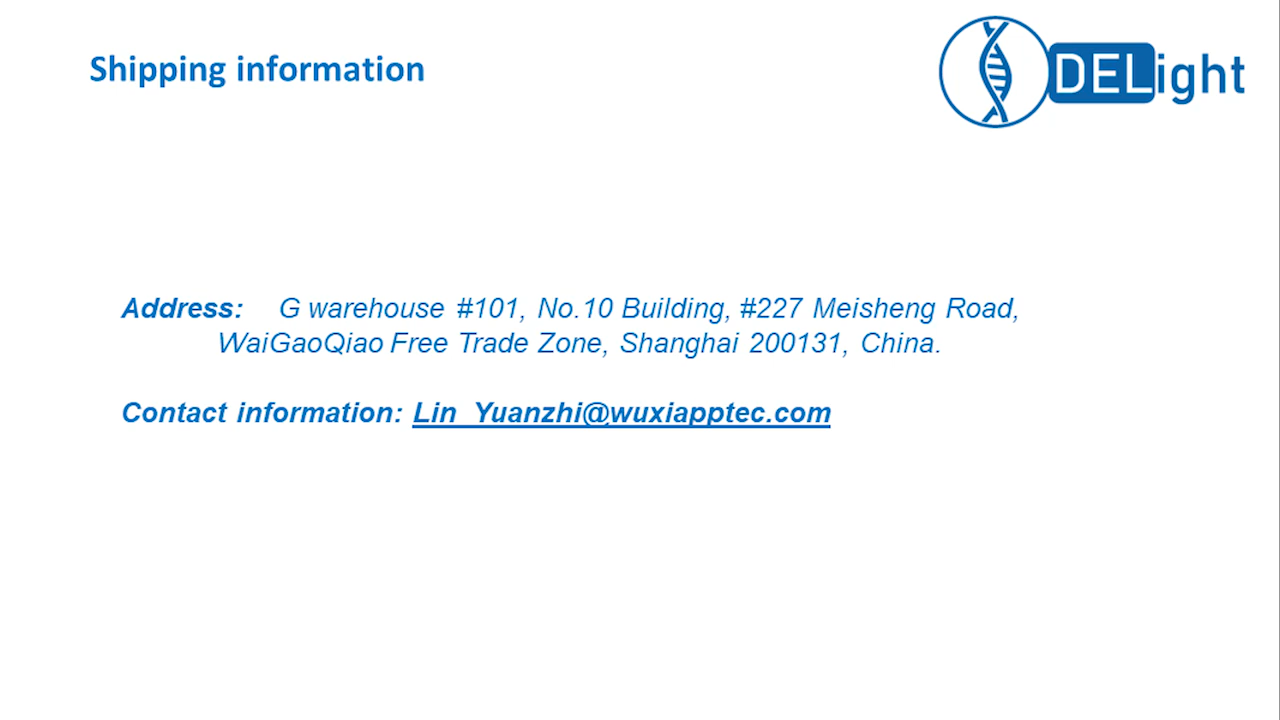 Shipping information
DELight
Address: G warehouse #101, No.10 Building, #227 Meisheng Road,
WaiGaoQiao Free Trade Zone, Shanghai 200131, China.
Contact information: Lin_Yuanzhi@wuxiapptec.com